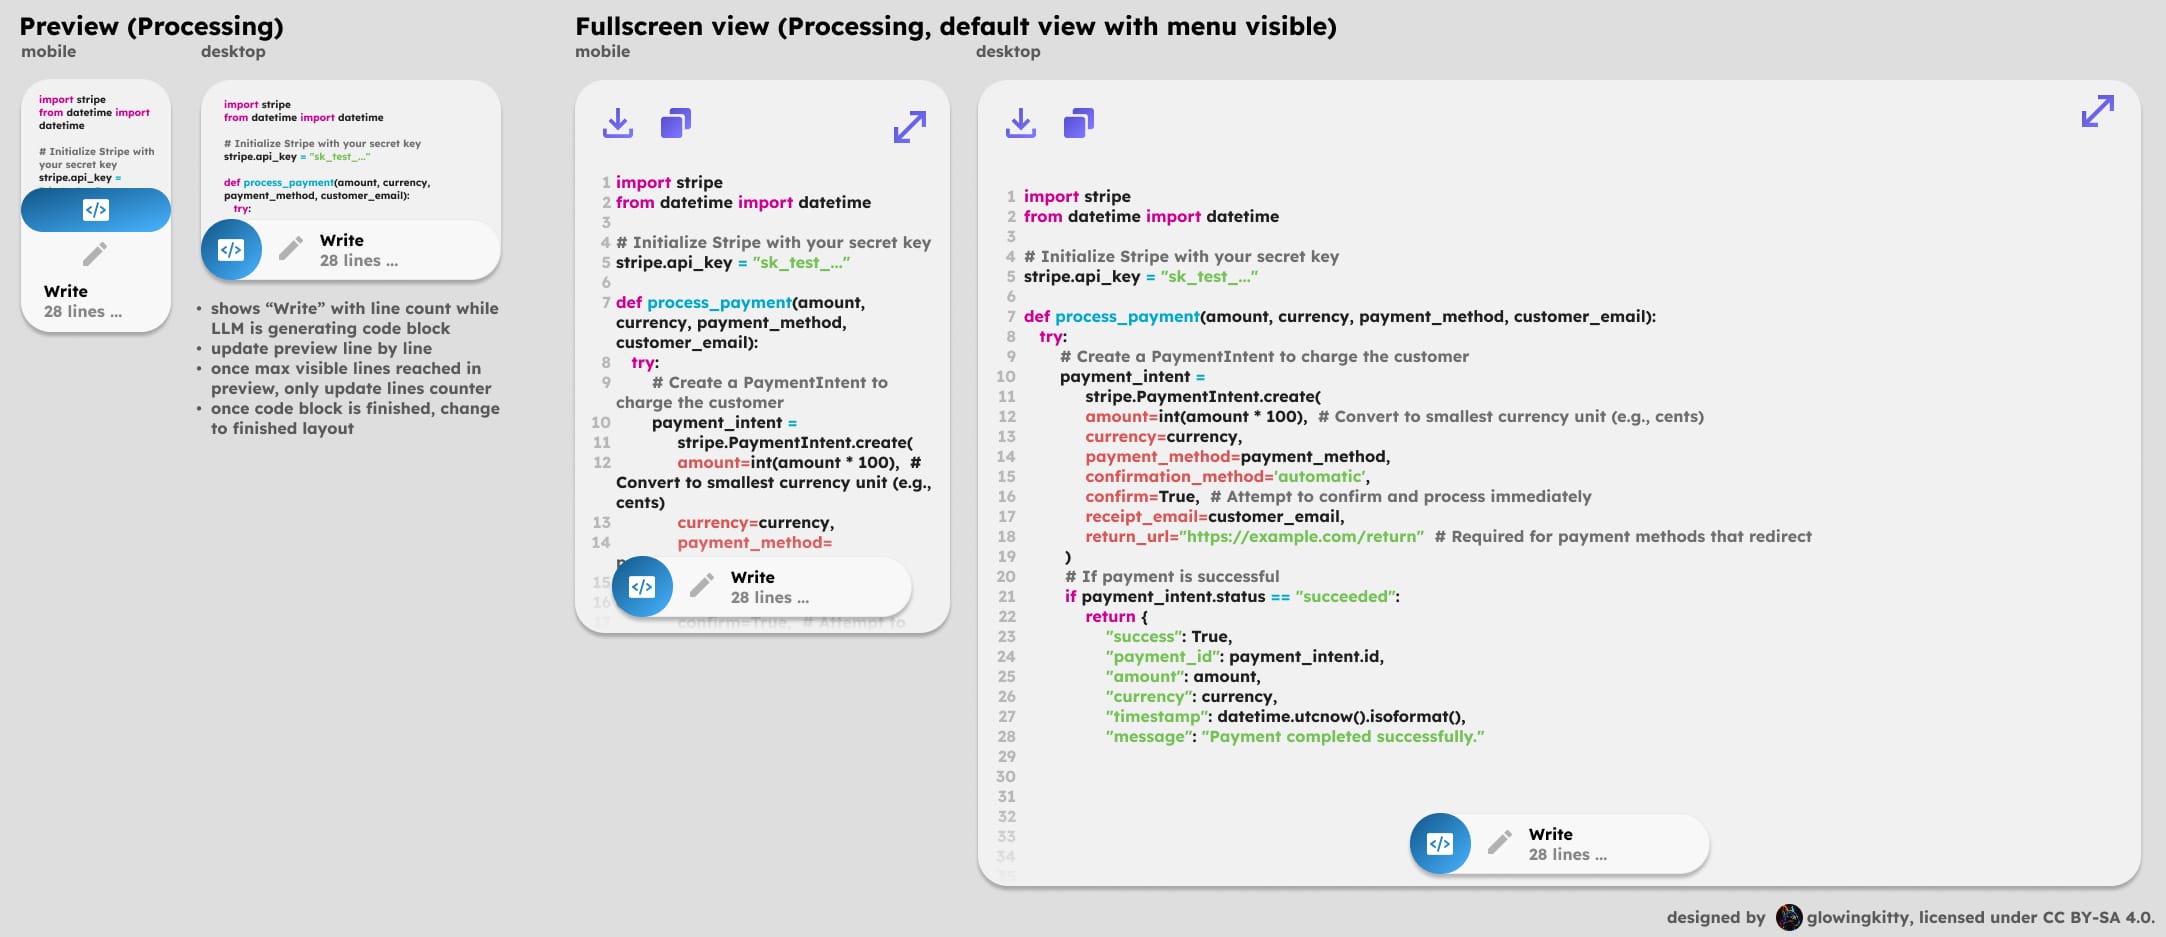 Preview (Processing)
mobile
desktop
import stripe
from datetime import
datetime
# Initialize Stripe with
your secret key
stripe.api_key =
Write
28 lines ...
import stripe
from datetime import datetime
# Initialize Stripe with your secret key
stripe.api_key = "sk_test_..."
def process_payment(amount, currency,
payment_method, customer_email):
try:
Write
28 lines ...
• shows “Write” with line count while
LLM is generating code block
• update preview line by line
• once max visible lines reached in
preview, only update lines counter
• once code block is finished, change
to finished layout
Fullscreen view (Processing, default view with menu visible)
mobile
1 import stripe
2 from datetime import datetime
3
4 # Initialize Stripe with your secret key
5 stripe.api_key = "sk_test_..."
6
7 def process_payment(amount,
currency, payment_method,
customer_email):
8 try:
9 # Create a PaymentIntent to
charge the customer
10 payment_intent =
11 stripe.PaymentIntent.create(
12 amount=int(amount * 100), #
Convert to smallest currency unit (e.g.,
cents)
13 currency=currency,
14 payment_method=
15
16
17 confirm=True, # Attempt to
Write
28 lines ...
desktop
1 import stripe
2 from datetime import datetime
3
4 # Initialize Stripe with your secret key
5 stripe.api_key = "sk_test_..."
6
7 def process_payment(amount, currency, payment_method, customer_email):
8 try:
9 # Create a PaymentIntent to charge the customer
10 payment_intent =
11 stripe.PaymentIntent.create(
12 amount=int(amount * 100), # Convert to smallest currency unit (e.g., cents)
13 currency=currency,
14 payment_method=payment_method,
15 confirmation_method='automatic',
16 confirm=True, # Attempt to confirm and process immediately
17 receipt_email=customer_email,
18 return_url="https://example.com/return" # Required for payment methods that redirect
19 )
20 # If payment is successful
21 if payment_intent.status == "succeeded":
22 return {
23 "success": True,
24 "payment_id": payment_intent.id,
25 "amount": amount,
26 "currency": currency,
27 "timestamp": datetime.utcnow().isoformat(),
28 "message": "Payment completed successfully."
29
30
31
32
33
34
35
Write
28 lines ...
designed by glowingkitty, licensed under CC BY-SA 4.0.